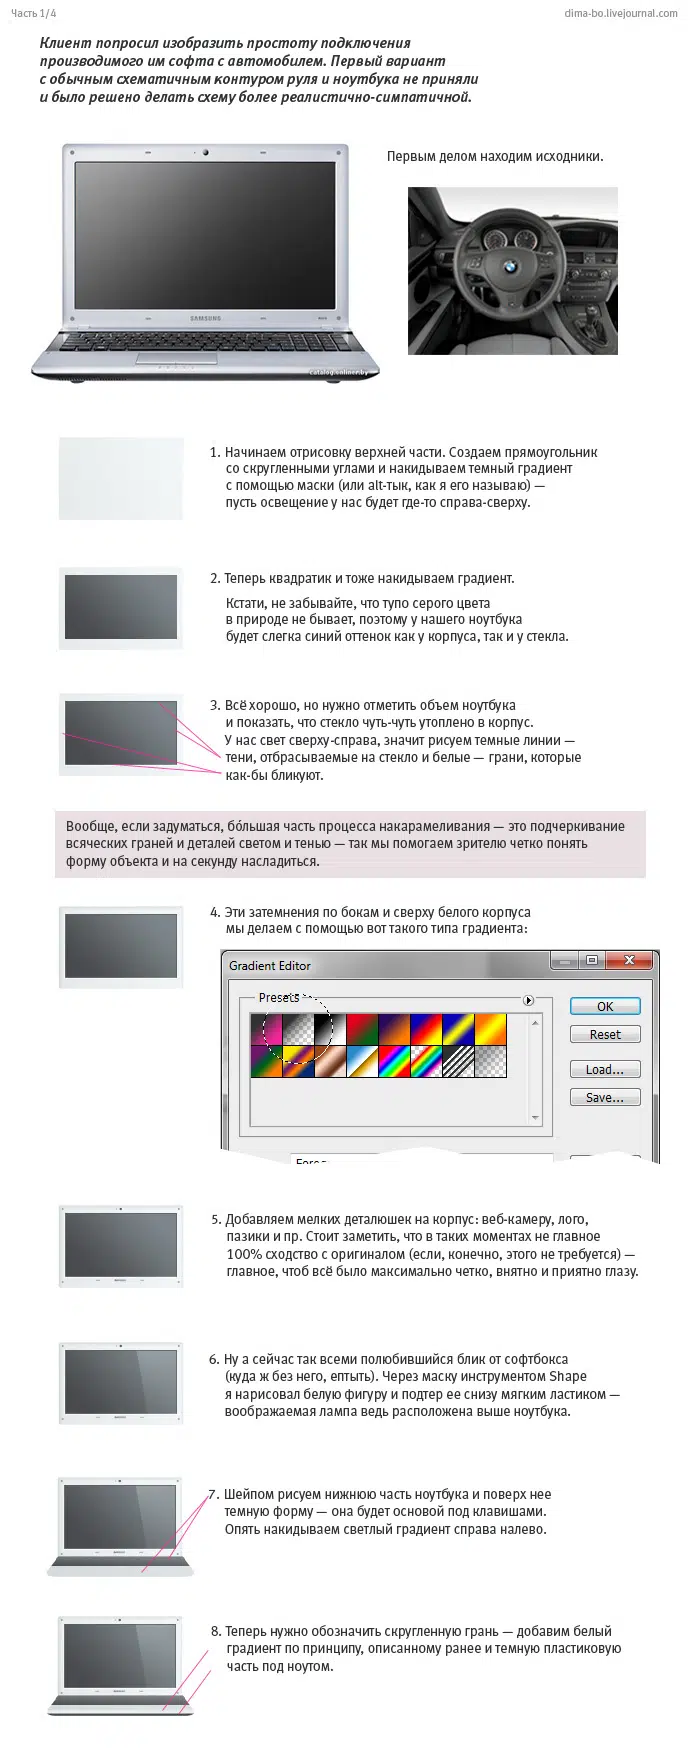 Часть 1/4
dima-bo.livejournal.com
Клиент попросил изобразить простоту подключения
производимого им софта с автомобилем. Первый вариант
с обычным схематичным контуром руля и ноутбука не приняли
и было решено делать схему более реалистично-симпатичной.
Первым делом находим исходники.
SAMSUNG
catalog.onliner.by
1. Начинаем отрисовку верхней части. Создаем прямоугольник
со скругленными углами и накидываем темный градиент
с помощью маски (или alt-тык, как я его называю) —
пусть освещение у нас будет где-то справа-сверху.
2. Теперь квадратик и тоже накидываем градиент.
Кстати, не забывайте, что тупо серого цвета
в природе не бывает, поэтому у нашего ноутбука
будет слегка синий оттенок как у корпуса, так и у стекла.
3. Всё хорошо, но нужно отметить объем ноутбука
и показать, что стекло чуть-чуть утоплено в корпус.
У нас свет сверху-справа, значит рисуем темные линии —
тени, отбрасываемые на стекло и белые — грани, которые
как-бы бликуют.
Вообще, если задуматься, бо́льшая часть процесса накарамеливания — это подчеркивание
всяческих граней и деталей светом и тенью — так мы помогаем зрителю четко понять
форму объекта и на секунду насладиться.
4. Эти затемнения по бокам и сверху белого корпуса
мы делаем с помощью вот такого типа градиента:
Gradient Editor
Presets
OK
Reset
Load...
Save...
5. Добавляем мелких деталюшек на корпус: веб-камеру, лого,
пазики и пр. Стоит заметить, что в таких моментах не главное
100% сходство с оригиналом (если, конечно, этого не требуется) —
главное, чтоб всё было максимально четко, внятно и приятно глазу.
6. Ну а сейчас так всеми полюбившийся блик от софтбокса
(куда ж без него, ептыть). Через маску инструментом Shape
я нарисовал белую фигуру и подтер ее снизу мягким ластиком —
воображаемая лампа ведь расположена выше ноутбука.
7. Шейпом рисуем нижнюю часть ноутбука и поверх нее
темную форму — она будет основой под клавишами.
Опять накидываем светлый градиент справа налево.
8. Теперь нужно обозначить скругленную грань — добавим белый
градиент по принципу, описанному ранее и темную пластиковую
часть под ноутом.